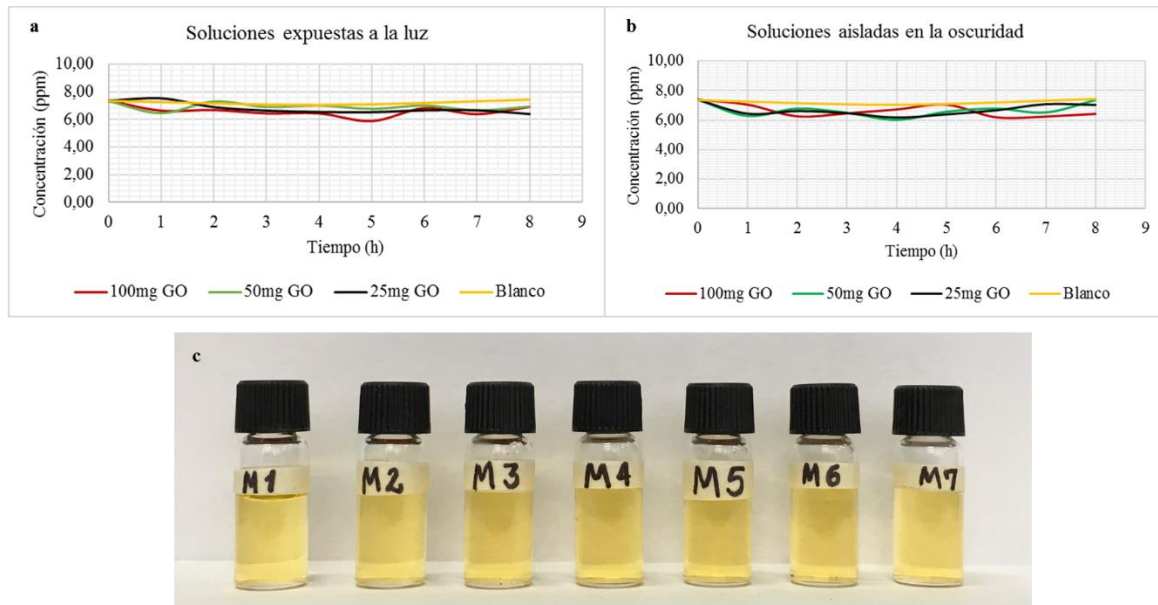 a
Soluciones expuestas a la luz
Concentración (ppm)
10,00
8,00
6,00
4,00
2,00
0,00
0 1 2 3 4 5 6 7 8 9
Tiempo (h)
100mg GO 50mg GO 25mg GO Blanco
b
Soluciones aisladas en la oscuridad
Concentración (ppm)
10,00
8,00
6,00
4,00
2,00
0,00
0 1 2 3 4 5 6 7 8 9
Tiempo (h)
100mg GO 50mg GO 25mg GO Blanco
c
M1 M2 M3 M4 M5 M6 M7